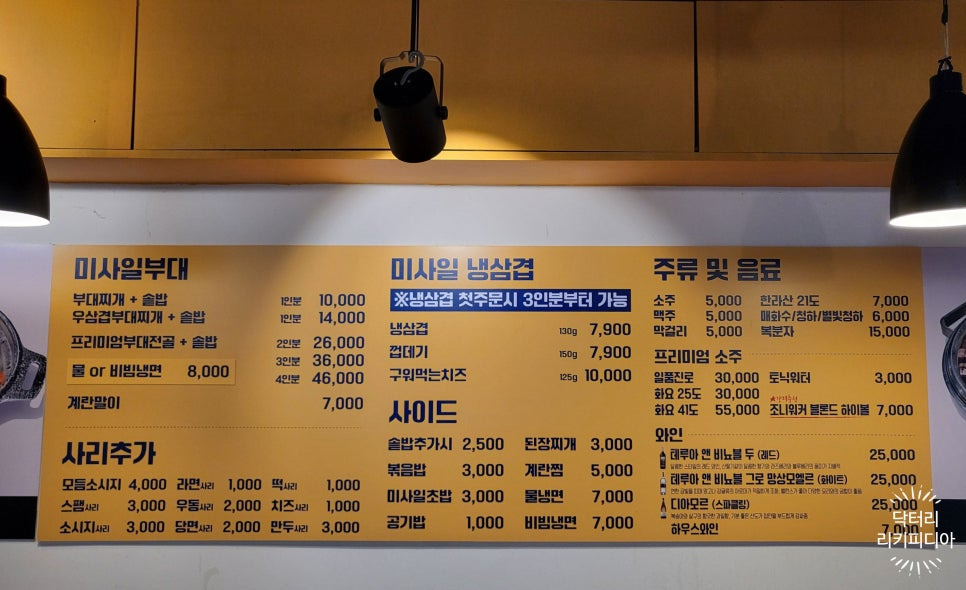 미사일부대
부대찌개 + 솥밥 1인분 10,000
우삼겹부대찌개 + 솥밥 1인분 14,000
프리미엄부대전골 + 솥밥 2인분 26,000
3인분 36,000
4인분 46,000
물 or 비빔냉면 8,000
계란말이 7,000
사리추가
모듬소시지 4,000 라면사리 1,000 떡사리 1,000
스팸사리 3,000 우동사리 2,000 치즈사리 1,000
소시지사리 3,000 당면사리 2,000 만두사리 3,000
미사일 냉삼겹
※냉삼겹 첫주문시 3인분부터 가능
냉삼겹 130g 7,900
껍데기 150g 7,900
구워먹는치즈 125g 10,000
사이드
솥밥추가시 2,500 된장찌개 3,000
볶음밥 3,000 계란찜 5,000
미사일초밥 3,000 물냉면 7,000
공기밥 1,000 비빔냉면 7,000
주류 및 음료
소주 5,000 한라산 21도 7,000
맥주 5,000 매화수/청하/별빛청하 6,000
막걸리 5,000 복분자 15,000
프리미엄 소주
일품진로 30,000 토닉워터 3,000
화요 25도 30,000
화요 41도 55,000 조니워커 블론드 하이볼 7,000
와인
테루아 앤 비뇨블 두 (레드) 25,000
테루아 앤 비뇨블 그로 망상모엘르 (화이트) 25,000
디아모르 (스파클링) 25,000
하우스와인 7,000
닥터리
리키피디아